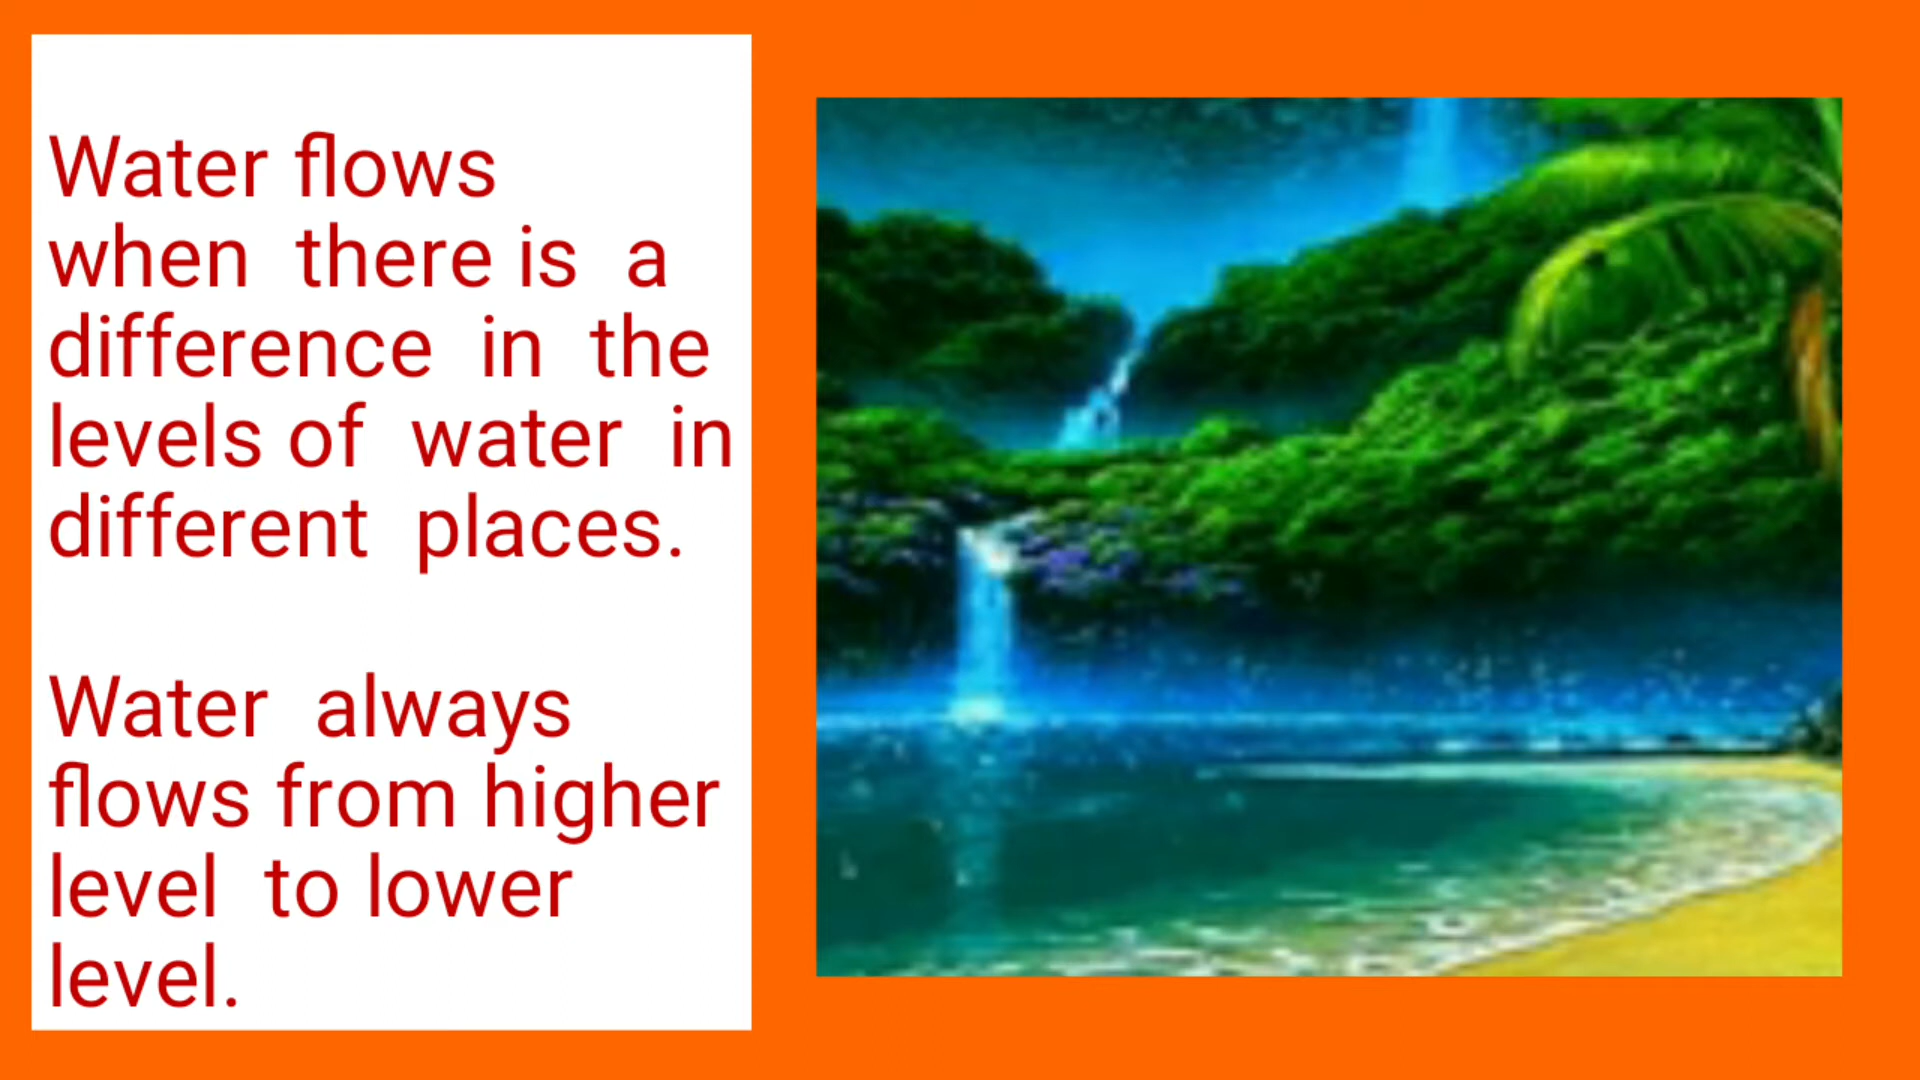 Water flows
when there is a
difference in the
levels of water in
different places.
Water always
flows from higher
level to lower
level.